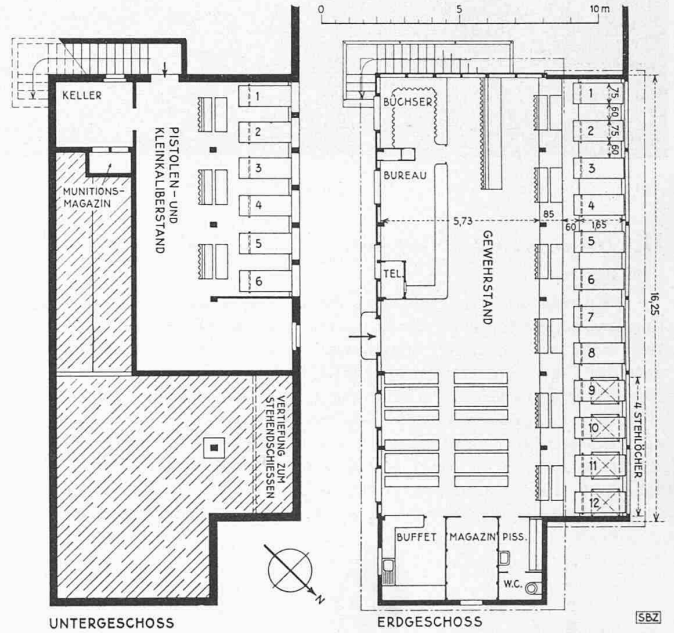 0 5 10 m
KELLER
MUNITIONS-
MAGAZIN
PISTOLEN- UND
KLEINKALIBERSTAND
1
2
3
4
5
6
VERTIEFUNG ZUM
STEHENDSCHIESSEN
N
UNTERGESCHOSS
BÜCHSER
BUREAU
TEL.
5,73
85
60
1,65
GEWEHRSTAND
1
2
3
4
5
6
7
8
9
10
11
12
75
60
75
60
16,25
4 STEHLÖCHER
BUFFET
MAGAZIN
PISS.
W.C.
ERDGESCHOSS
SBZ